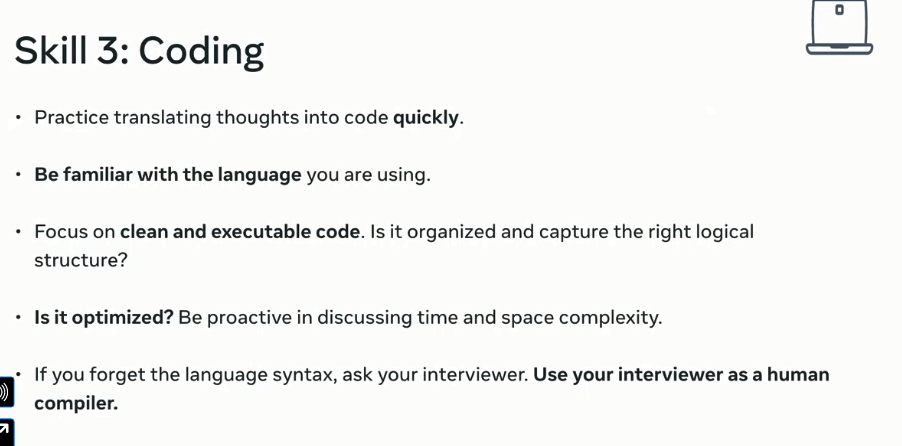 Skill 3: Coding
• Practice translating thoughts into code quickly.
• Be familiar with the language you are using.
• Focus on clean and executable code. Is it organized and capture the right logical
structure?
• Is it optimized? Be proactive in discussing time and space complexity.
• If you forget the language syntax, ask your interviewer. Use your interviewer as a human
compiler.